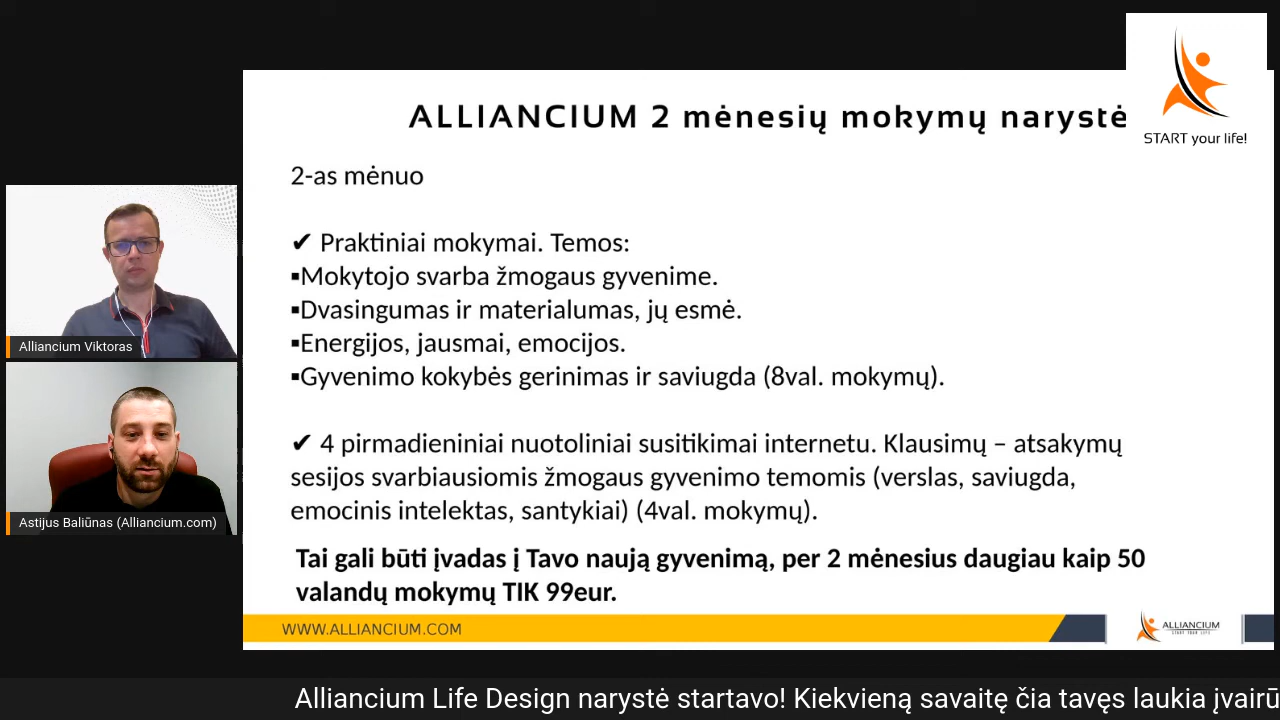 START your life!
ALLIANCIUM 2 mėnesių mokymų narystė
2-as mėnuo
✔ Praktiniai mokymai. Temos:
▪Mokytojo svarba žmogaus gyvenime.
▪Dvasingumas ir materialumas, jų esmė.
▪Energijos, jausmai, emocijos.
▪Gyvenimo kokybės gerinimas ir saviugda (8val. mokymų).
✔ 4 pirmadieniniai nuotoliniai susitikimai internetu. Klausimų – atsakymų
sesijos svarbiausiomis žmogaus gyvenimo temomis (verslas, saviugda,
emocinis intelektas, santykiai) (4val. mokymų).
Tai gali būti įvadas į Tavo naują gyvenimą, per 2 mėnesius daugiau kaip 50
valandų mokymų TIK 99eur.
WWW.ALLIANCIUM.COM
ALLIANCIUM
START YOUR LIFE
Alliancium Viktoras
Astijus Baliūnas (Alliancium.com)
Alliancium Life Design narystė startavo! Kiekvieną savaitę čia tavęs laukia įvairū